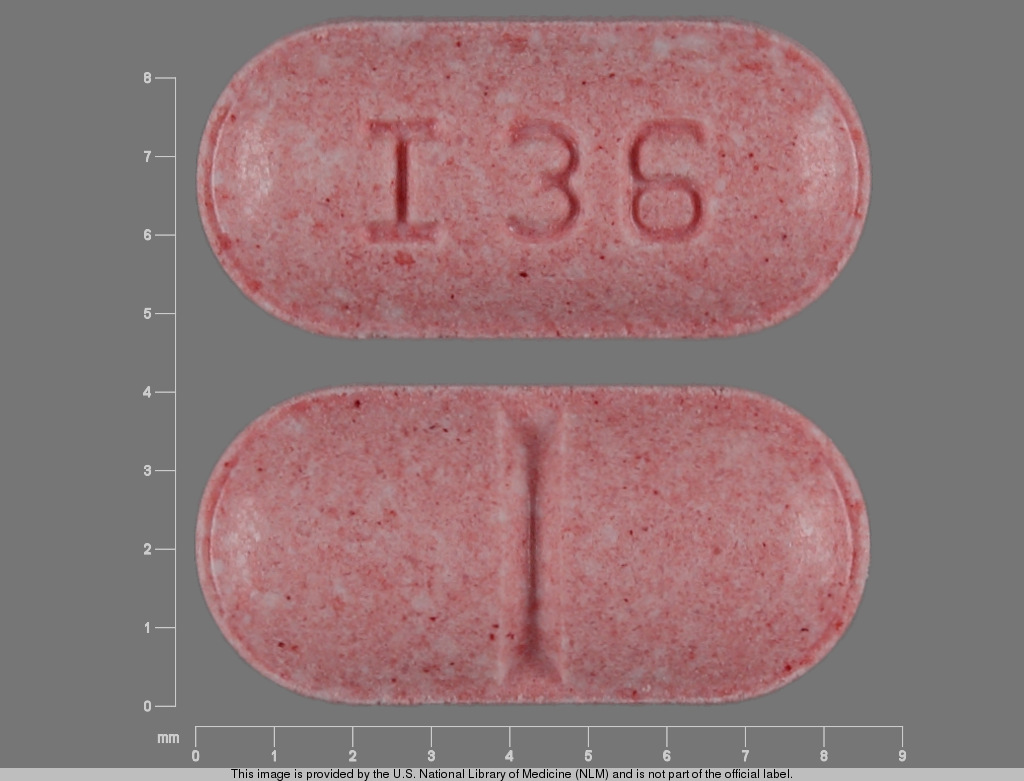 I 36
8
7
6
5
4
3
2
1
0
mm
0 1 2 3 4 5 6 7 8 9
This image is provided by the U.S. National Library of Medicine (NLM) and is not part of the official label.